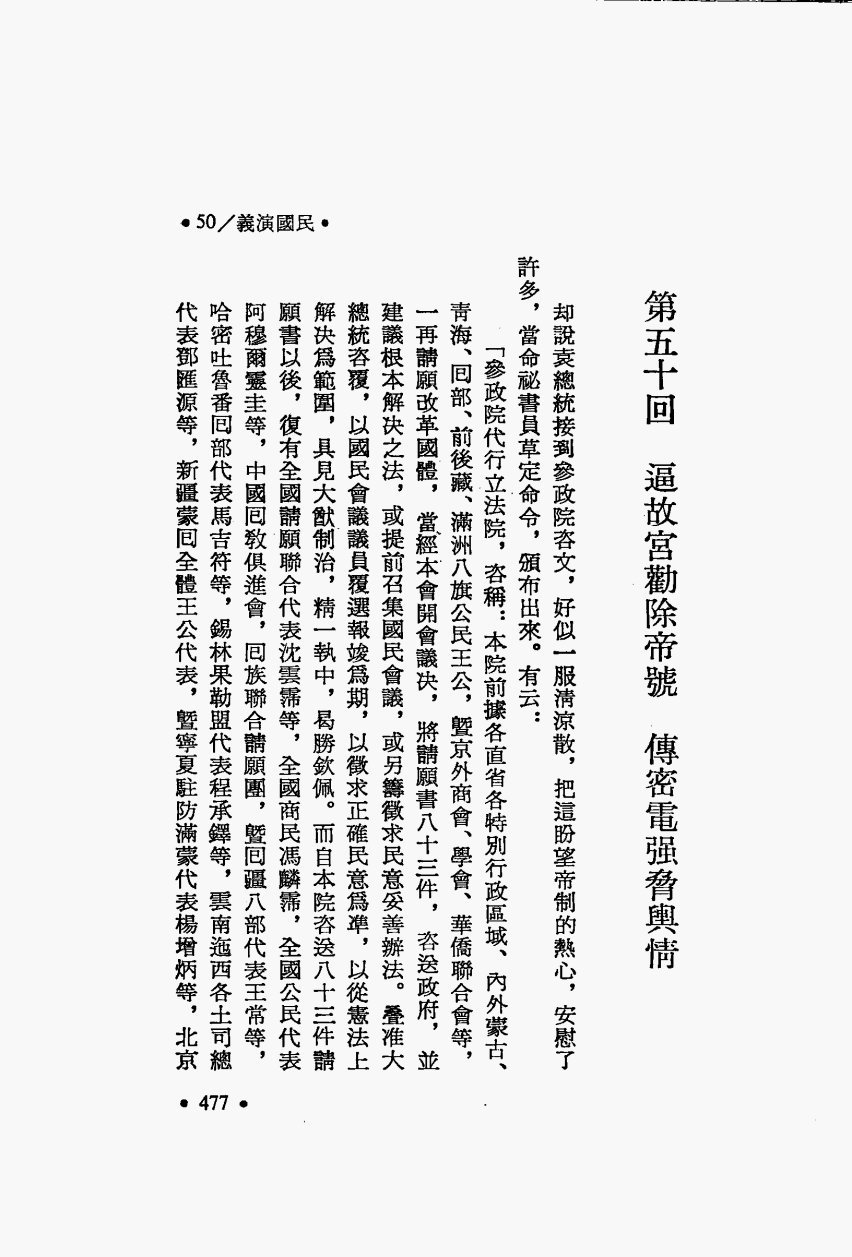 •民國演義／50•
第五十回　逼故宮勸除帝號　傳密電强脅輿情
却說袁總統接到參政院咨文，好似一服清涼散，把這盼望帝制的熱心，安慰了
許多，當命祕書員草定命令，頒布出來。有云：
「參政院代行立法院，咨稱：本院前據各直省各特別行政區域、內外蒙古、
靑海、囘部、前後藏、滿洲八旗公民王公，曁京外商會、學會、華僑聯合會等，
一再請願改革國體，當經本會開會議决，將請願書八十三件，咨送政府，並
建議根本解决之法，或提前召集國民會議，或另籌徵求民意妥善辦法。叠准大
總統咨覆，以國民會議議員覆選報竣爲期，以徵求正確民意爲準，以從憲法上
解决爲範圍，具見大猷制治，精一執中，曷勝欽佩。而自本院咨送八十三件請
願書以後，復有全國請願聯合代表沈雲霈等，全國商民馮麟霈，全國公民代表
阿穆爾靈圭等，中國囘敎俱進會，囘族聯合請願團，曁囘疆八部代表王常等，
哈密吐魯番囘部代表馬吉符等，錫林果勒盟代表程承鐸等，雲南迤西各土司總
代表鄧匯源等，新疆蒙囘全體王公代表，曁寧夏駐防滿蒙代表楊增炳等，北京
•477•